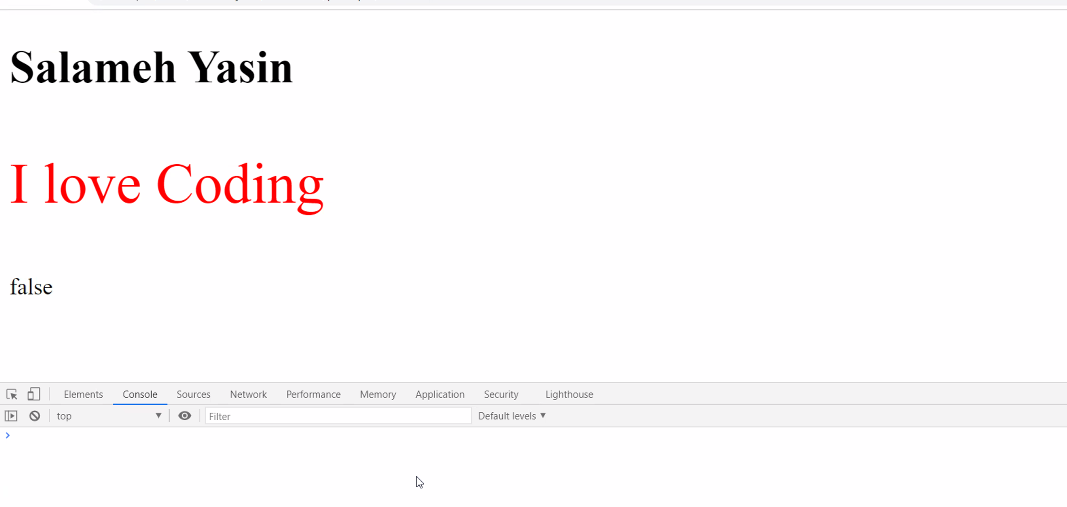 Salameh Yasin
I love Coding
false
Elements Console Sources Network Performance Memory Application Security Lighthouse
top Filter Default levels